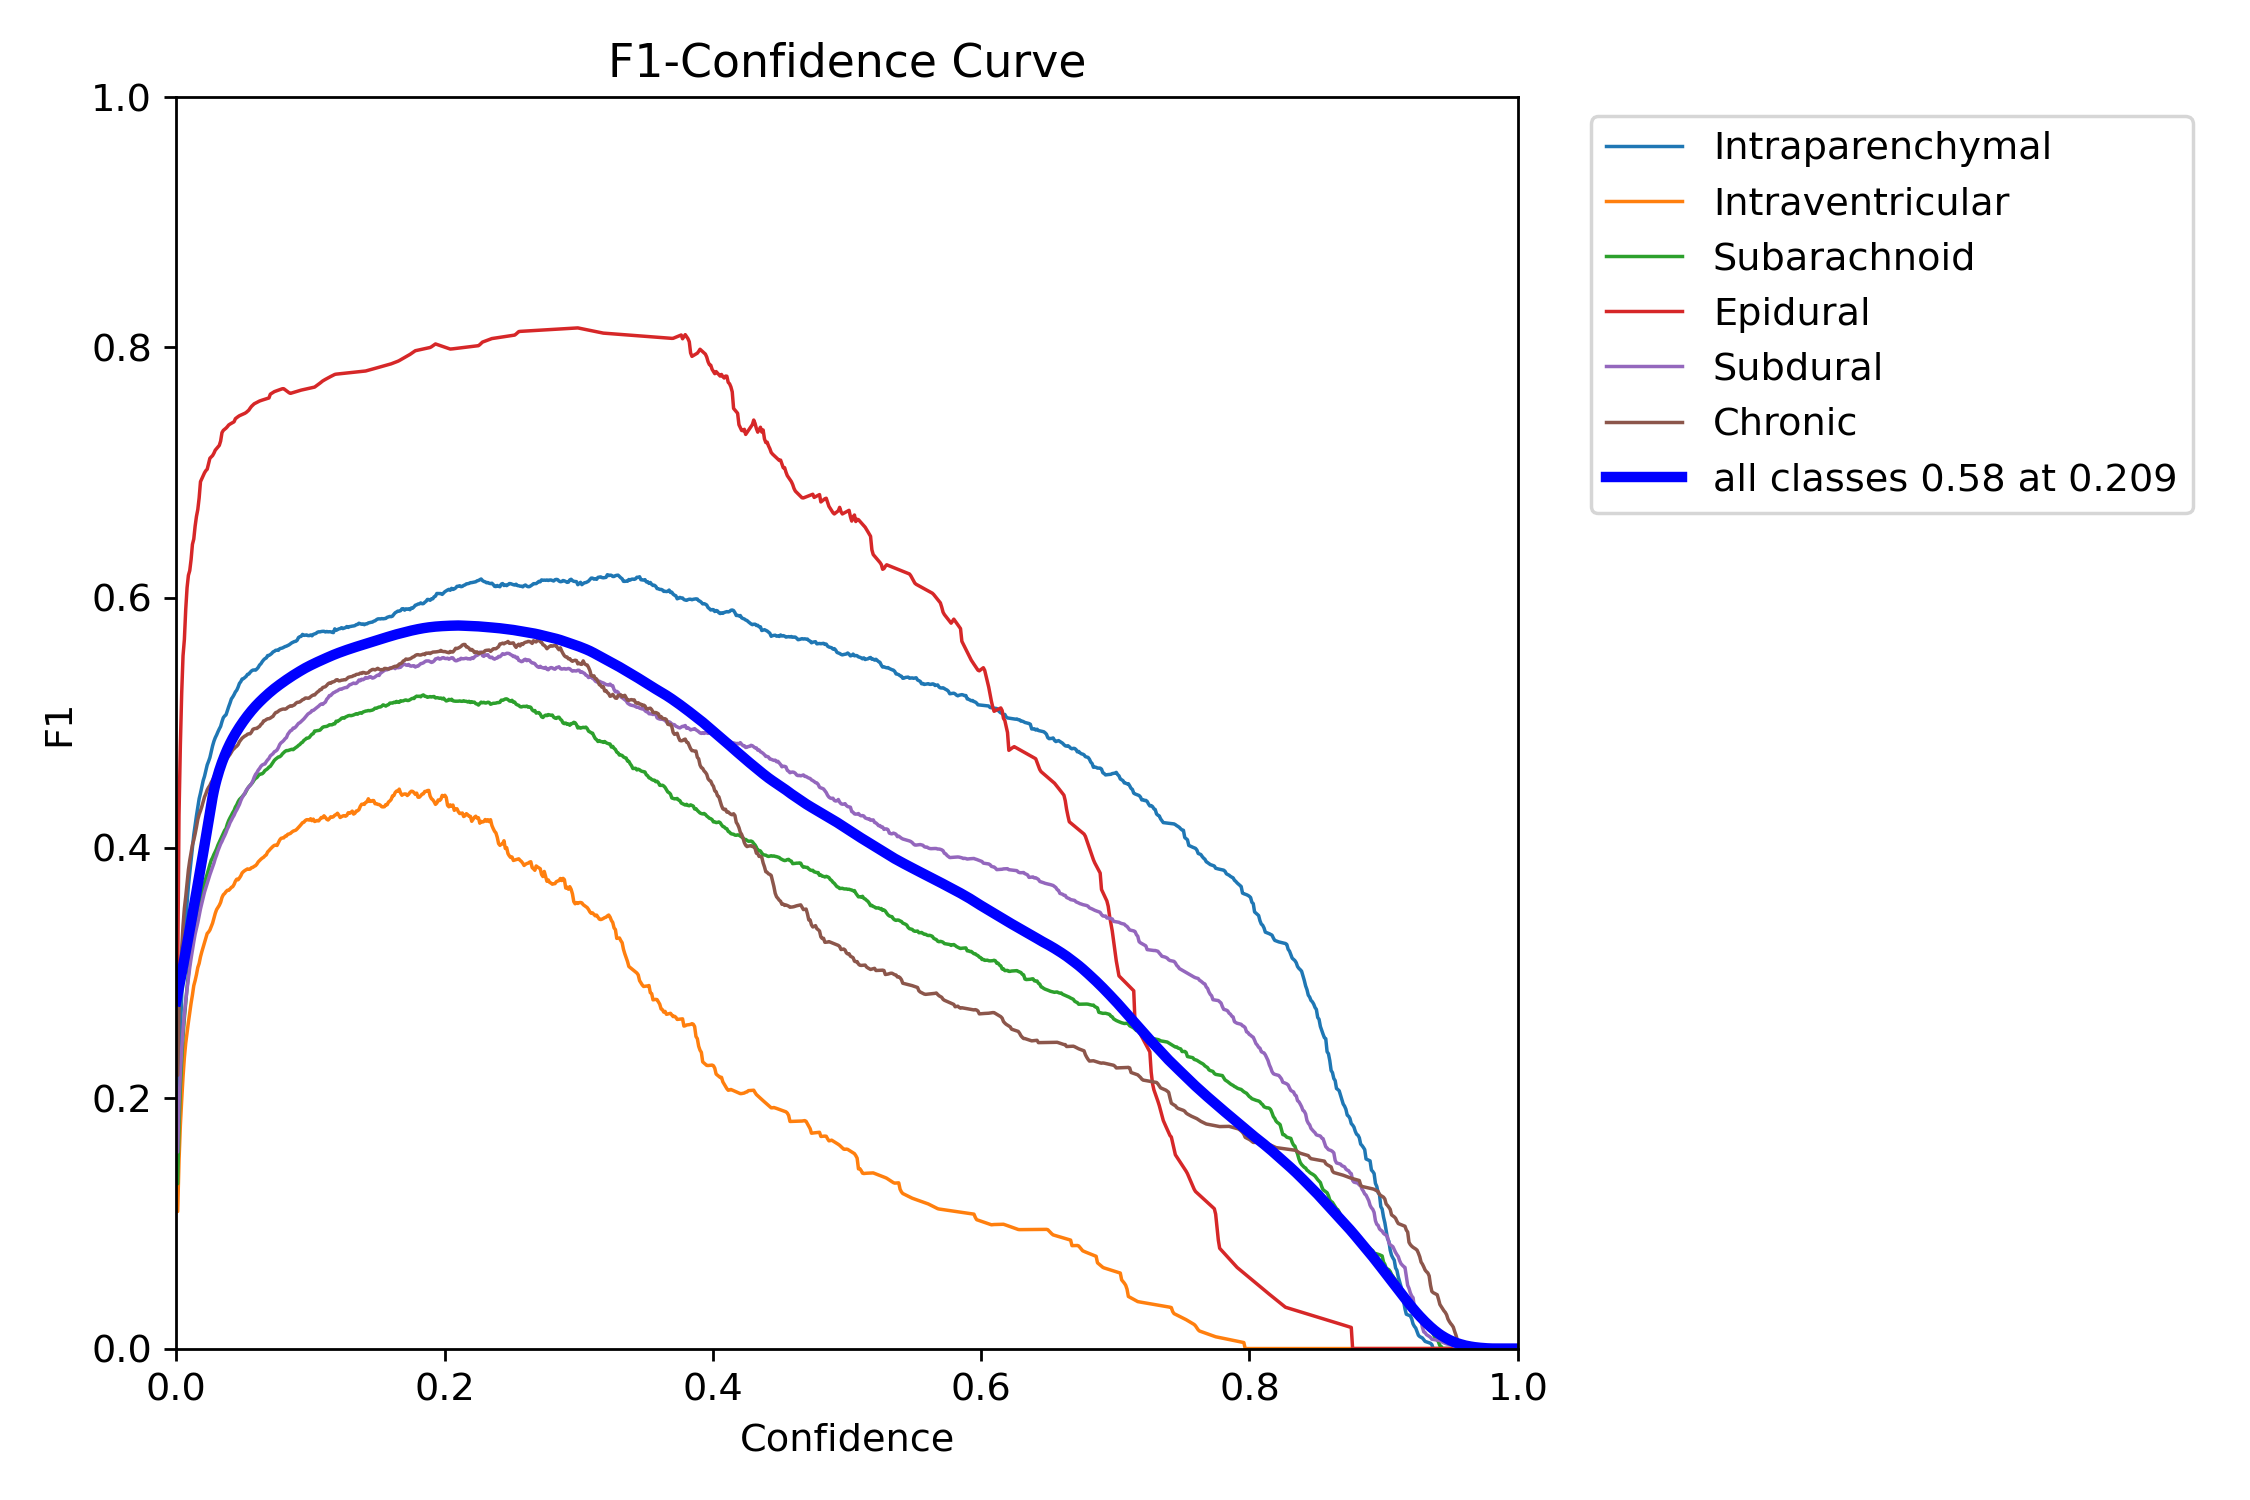 F1-Confidence Curve
1.0
0.8
0.6
0.4
0.2
0.0
F1
0.0 0.2 0.4 0.6 0.8 1.0
Confidence
Intraparenchymal
Intraventricular
Subarachnoid
Epidural
Subdural
Chronic
all classes 0.58 at 0.209